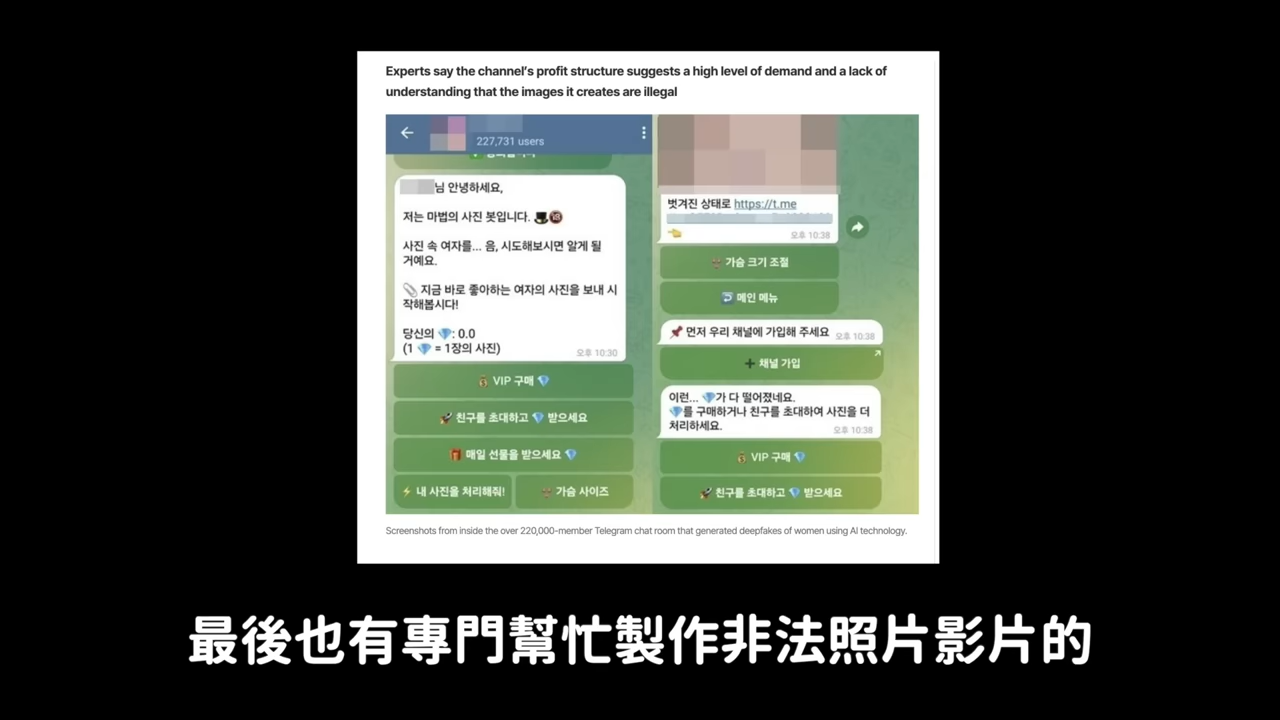 Experts say the channel's profit structure suggests a high level of demand and a lack of
understanding that the images it creates are illegal
227,731 users
님 안녕하세요,
저는 마법의 사진 봇입니다. 🎩🔞
사진 속 여자를... 음, 시도해보시면 알게 될
거예요.
📎 지금 바로 좋아하는 여자의 사진을 보내 시
작해봅시다!
당신의 💎: 0.0
(1 💎 = 1장의 사진)
오후 10:30
💰 VIP 구매 💎
🚀 친구를 초대하고 💎 받으세요
🎁 매일 선물을 받으세요 💎
⚡ 내 사진을 처리해줘!
👙 가슴 사이즈
벗겨진 상태로 https://t.me
오후 10:38
👙 가슴 크기 조절
↩️ 메인 메뉴
📌 먼저 우리 채널에 가입해 주세요
오후 10:38
➕ 채널 가입
이런... 💎가 다 떨어졌네요.
💎를 구매하거나 친구를 초대하여 사진을 더
처리하세요.
오후 10:38
💰 VIP 구매 💎
🚀 친구를 초대하고 💎 받으세요
Screenshots from inside the over 220,000-member Telegram chat room that generated deepfakes of women using AI technology.
最後也有專門幫忙製作非法照片影片的